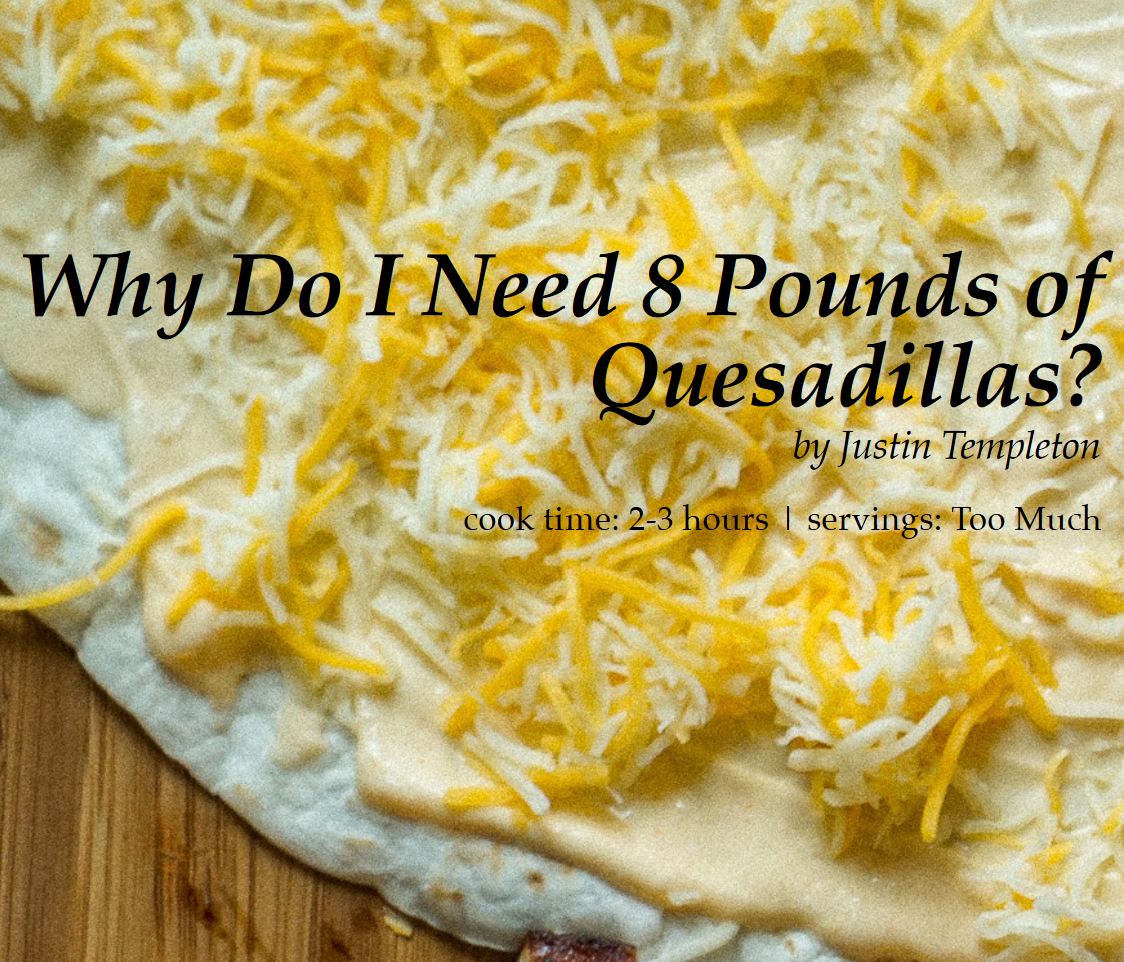 Why Do I Need 8 Pounds of
Quesadillas?
by Justin Templeton
cook time: 2-3 hours | servings: Too Much